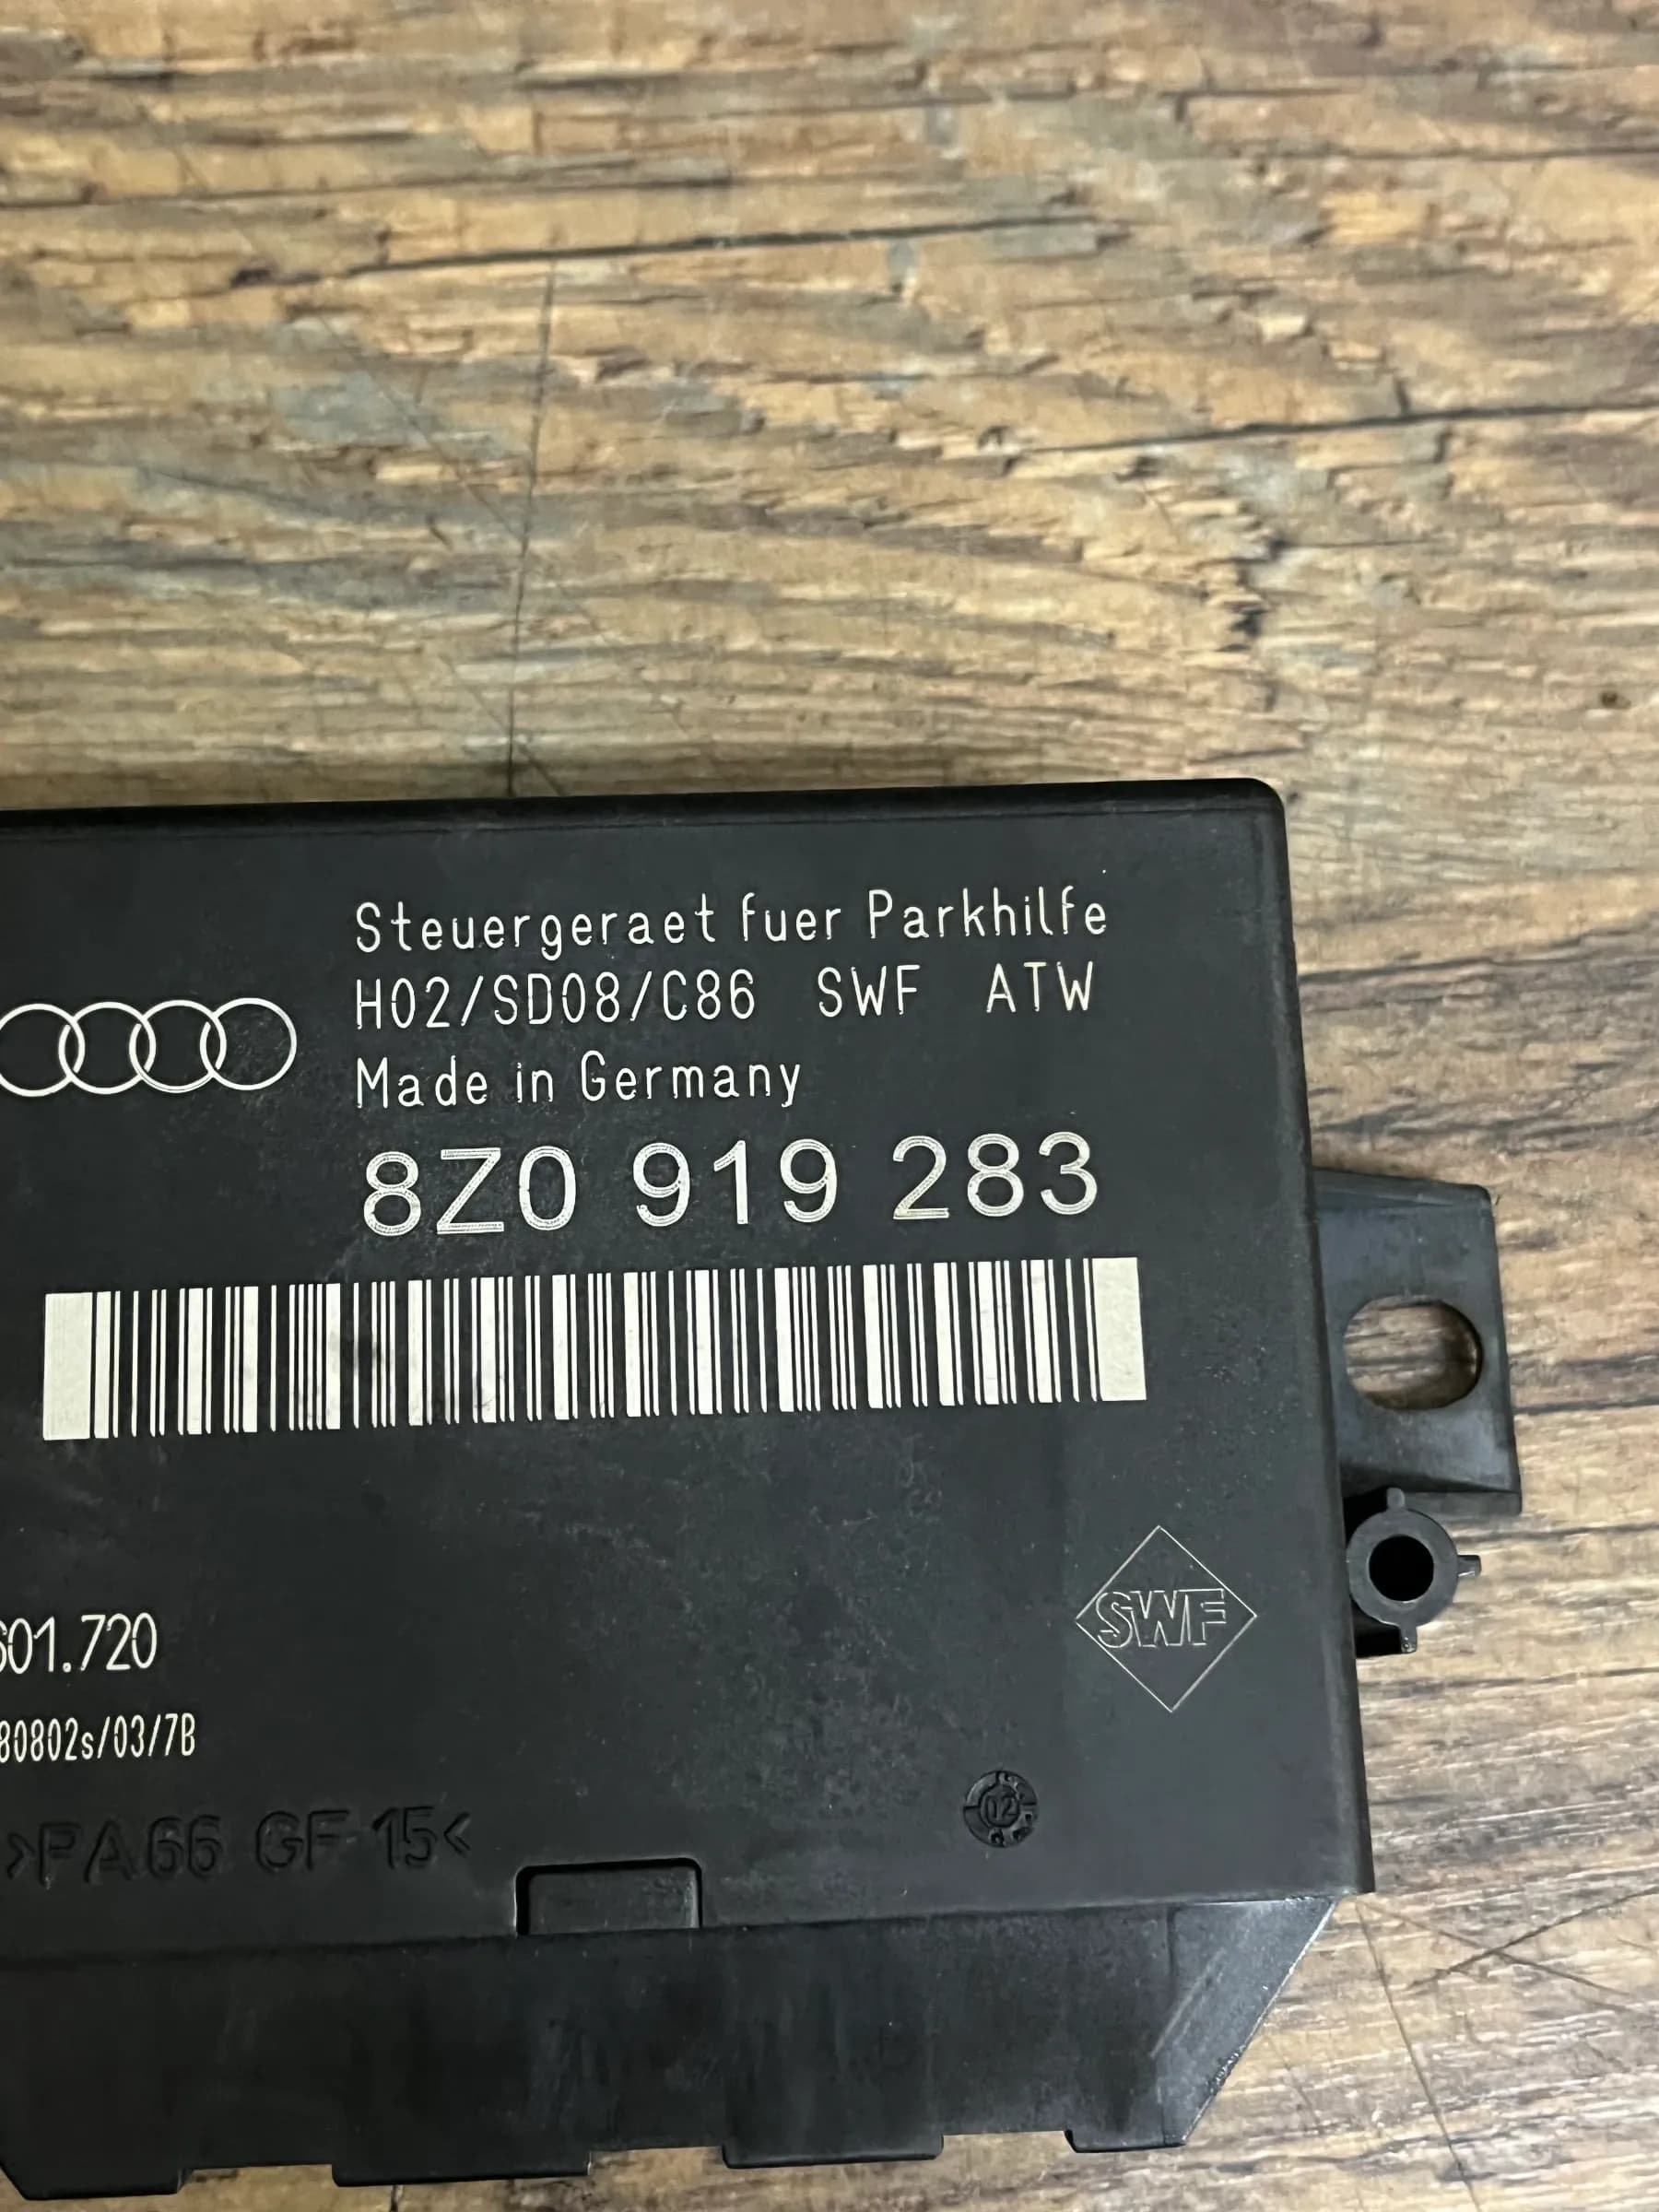 Steuergeraet fuer Parkhilfe
H02/SD08/C86 SWF ATW
Made in Germany
8Z0 919 283
SWF
601.720
80802s/03/7B
>PA66 GF 15<
02